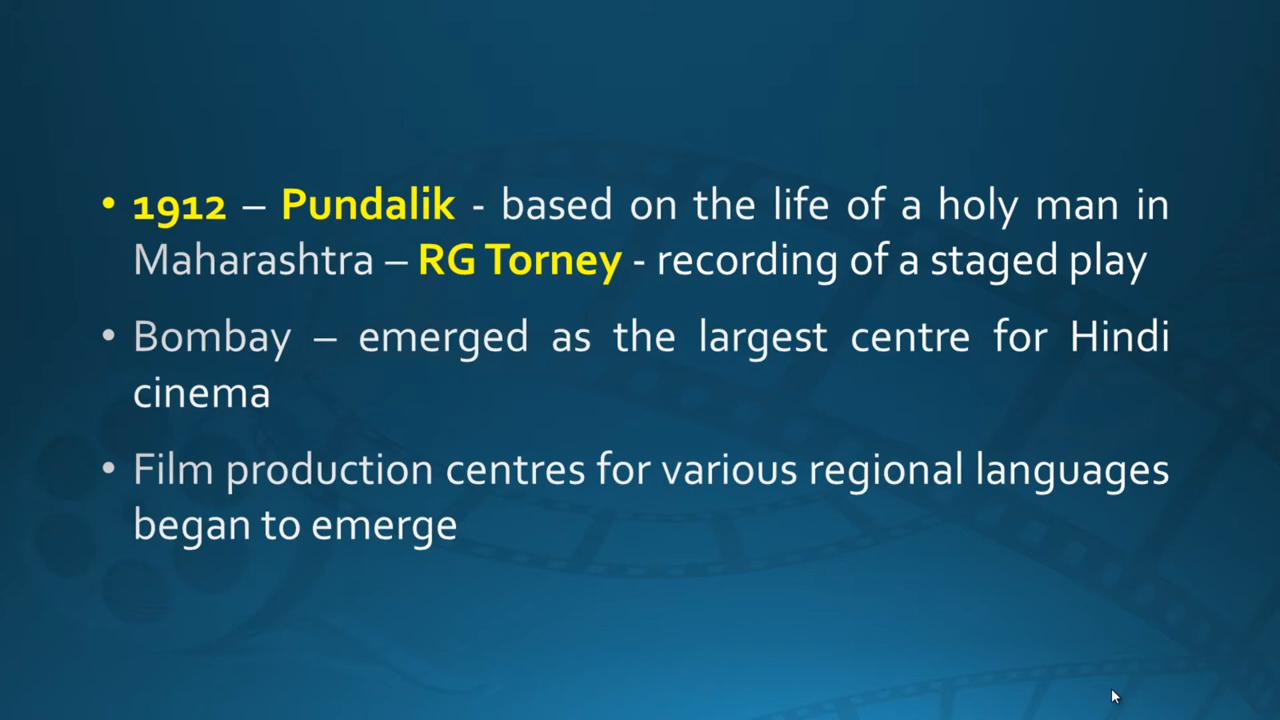 • 1912 – Pundalik - based on the life of a holy man in
Maharashtra – RG Torney - recording of a staged play
• Bombay – emerged as the largest centre for Hindi
cinema
• Film production centres for various regional languages
began to emerge